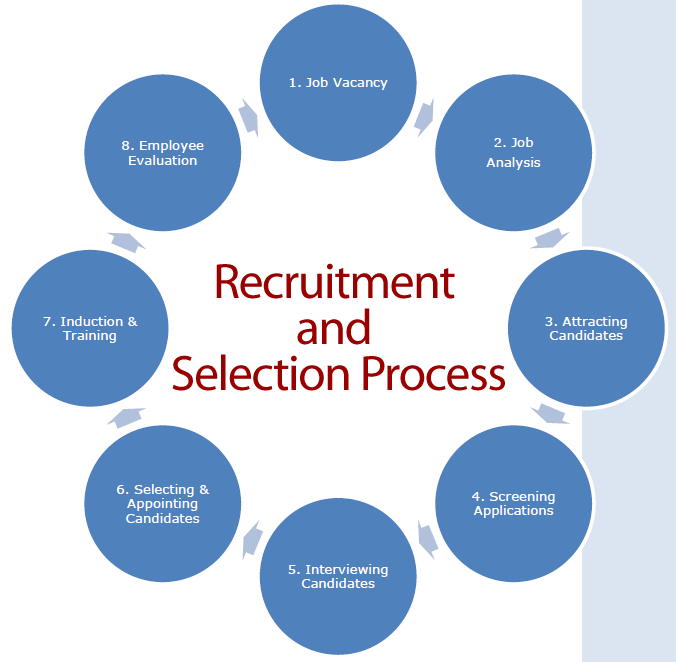 1. Job Vacancy
2. Job
Analysis
3. Attracting
Candidates
4. Screening
Applications
5. Interviewing
Candidates
6. Selecting &
Appointing
Candidates
7. Induction &
Training
8. Employee
Evaluation
Recruitment
and
Selection Process